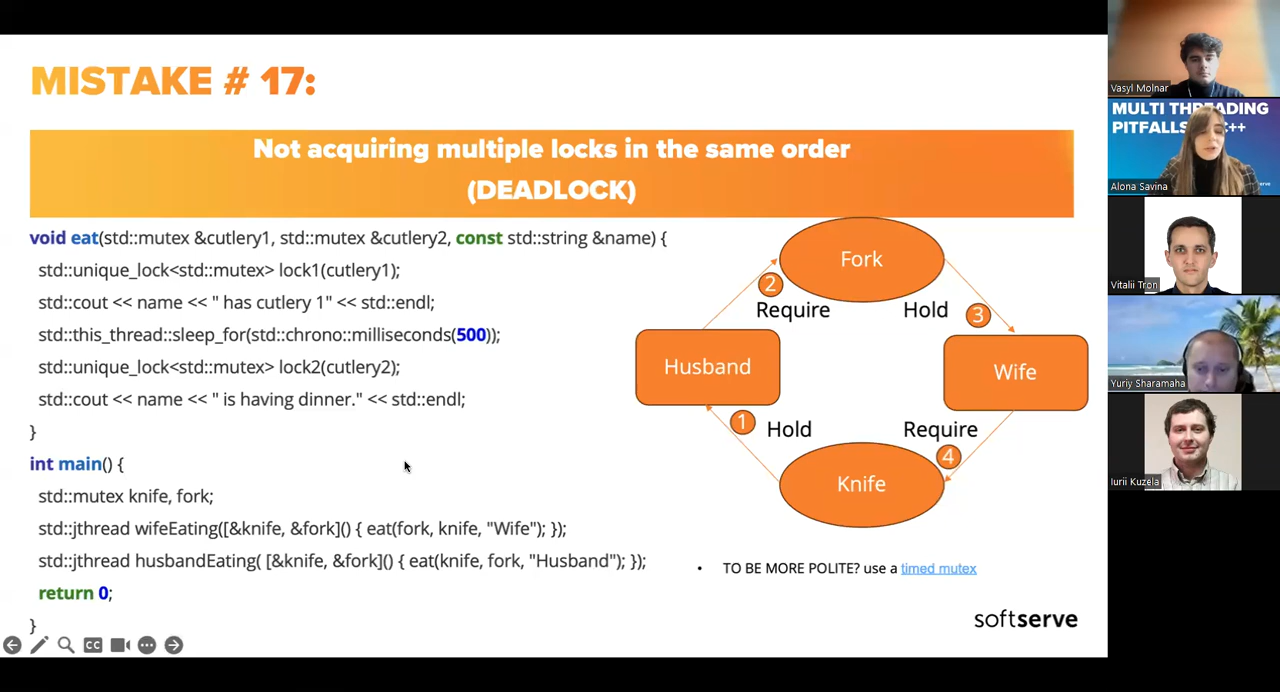 MISTAKE # 17:
Not acquiring multiple locks in the same order
(DEADLOCK)
void eat(std::mutex &cutlery1, std::mutex &cutlery2, const std::string &name) {
std::unique_lock<std::mutex> lock1(cutlery1);
std::cout << name << " has cutlery 1" << std::endl;
std::this_thread::sleep_for(std::chrono::milliseconds(500));
std::unique_lock<std::mutex> lock2(cutlery2);
std::cout << name << " is having dinner." << std::endl;
}
int main() {
std::mutex knife, fork;
std::jthread wifeEating([&knife, &fork]() { eat(fork, knife, "Wife"); });
std::jthread husbandEating( [&knife, &fork]() { eat(knife, fork, "Husband"); });
return 0;
}
Fork
2
Require
Hold
3
Husband
Wife
1
Hold
Require
4
Knife
• TO BE MORE POLITE? use a timed mutex
softserve
CC
Vasyl Molnar
MULTI THREADING
PITFALLS C++
Alona Savina
Vitalii Tron
Yuriy Sharamaha
Iurii Kuzela